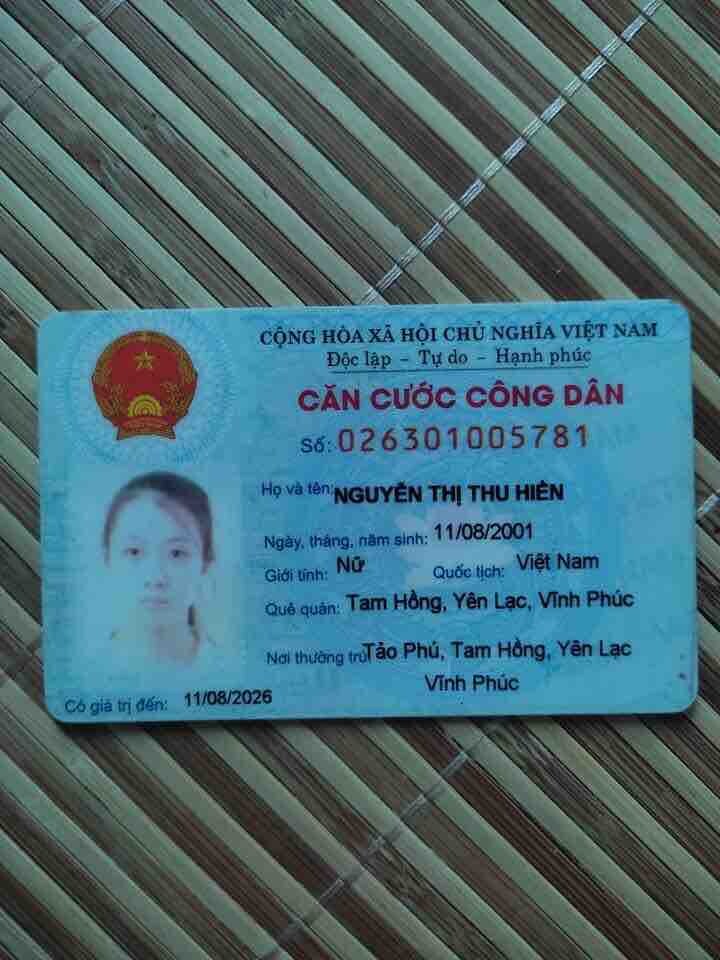 CỘNG HÒA XÃ HỘI CHỦ NGHĨA VIỆT NAM
Độc lập - Tự do - Hạnh phúc
CĂN CƯỚC CÔNG DÂN
Số: 026301005781
Họ và tên: NGUYỄN THỊ THU HIỀN
Ngày, tháng, năm sinh: 11/08/2001
Giới tính: Nữ Quốc tịch: Việt Nam
Quê quán: Tam Hồng, Yên Lạc, Vĩnh Phúc
Nơi thường trú: Tảo Phú, Tam Hồng, Yên Lạc
Vĩnh Phúc
Có giá trị đến: 11/08/2026